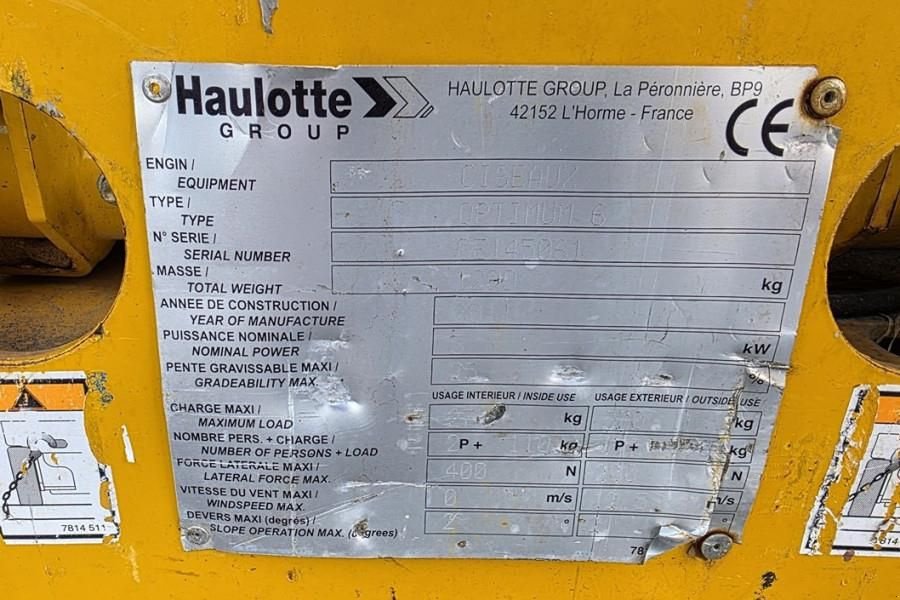 Haulotte
GROUP
HAULOTTE GROUP, La Péronnière, BP9
42152 L'Horme - France
CE
ENGIN /
EQUIPMENT
CISEAUX
TYPE /
TYPE
OPTIMUM 6
N° SERIE /
SERIAL NUMBER
MASSE /
TOTAL WEIGHT
kg
ANNEE DE CONSTRUCTION /
YEAR OF MANUFACTURE
PUISSANCE NOMINALE /
NOMINAL POWER
kW
PENTE GRAVISSABLE MAXI /
GRADEABILITY MAX.
%
USAGE INTERIEUR / INSIDE USE
USAGE EXTERIEUR / OUTSIDE USE
CHARGE MAXI /
MAXIMUM LOAD
kg
kg
NOMBRE PERS. + CHARGE /
NUMBER OF PERSONS + LOAD
P + kg
P + kg
FORCE LATERALE MAXI /
LATERAL FORCE MAX.
400 N
N
VITESSE DU VENT MAXI /
WINDSPEED MAX.
0 m/s
m/s
DEVERS MAXI (degrés) /
SLOPE OPERATION MAX. (degrees)
2 °
°
78
7814 511